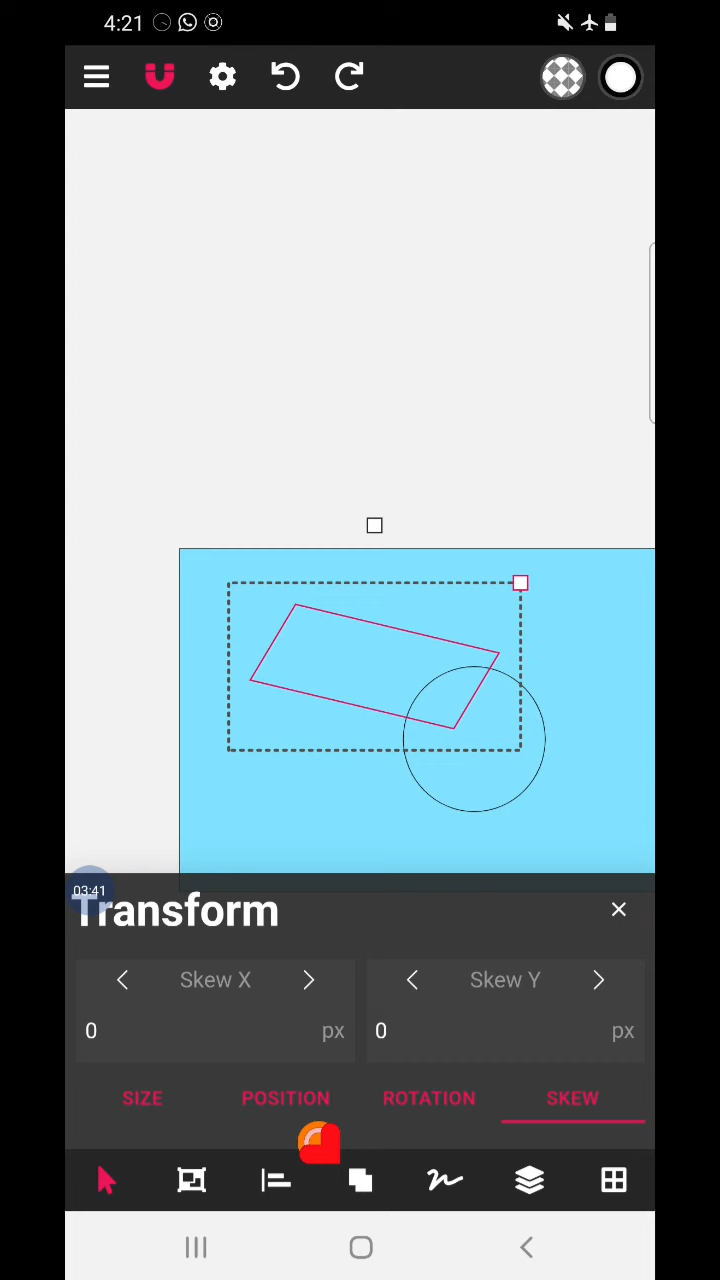 4:21
03:41
Transform
Skew X Skew Y
0 px 0 px
SIZE POSITION ROTATION SKEW